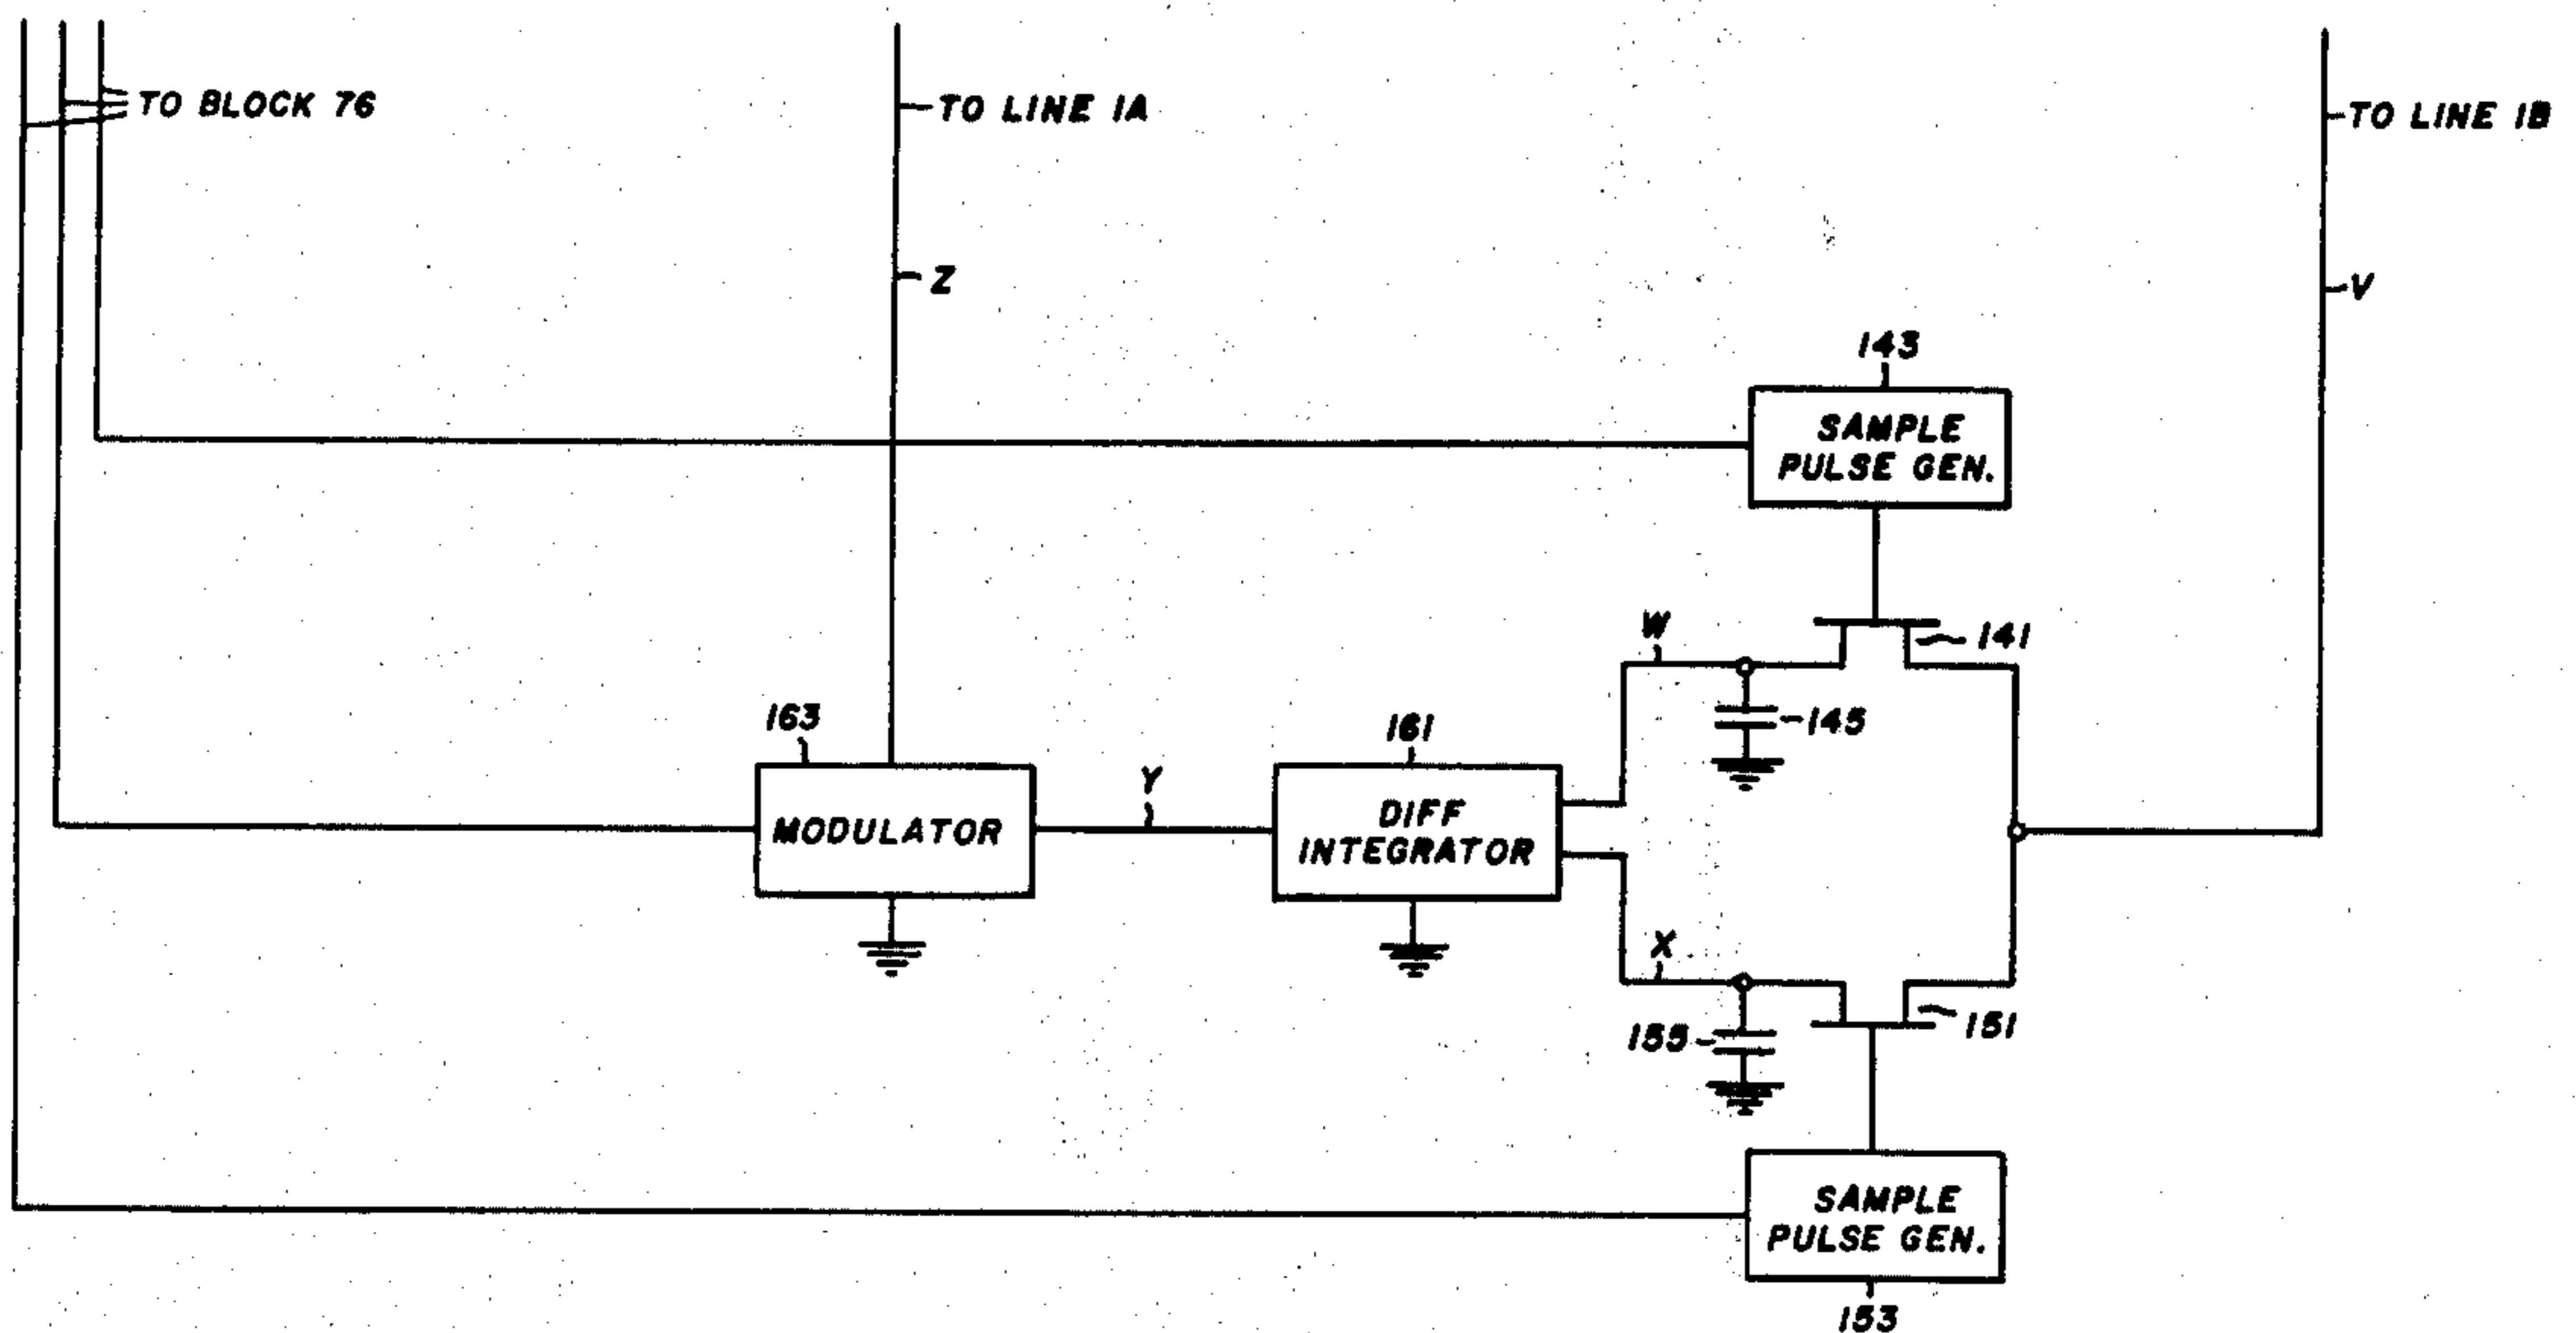 TO BLOCK 76
TO LINE 1A
TO LINE 1B
Z
V
143
SAMPLE
PULSE GEN.
W
141
145
163
161
Y
MODULATOR
DIFF
INTEGRATOR
X
155
151
SAMPLE
PULSE GEN.
153